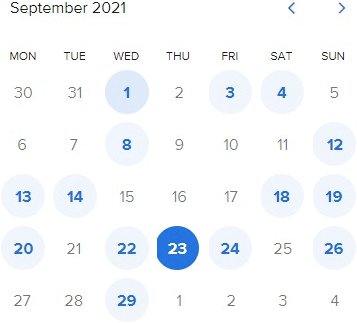 September 2021
MON TUE WED THU FRI SAT SUN
30 31 1 2 3 4 5
6 7 8 9 10 11 12
13 14 15 16 17 18 19
20 21 22 23 24 25 26
27 28 29 1 2 3 4